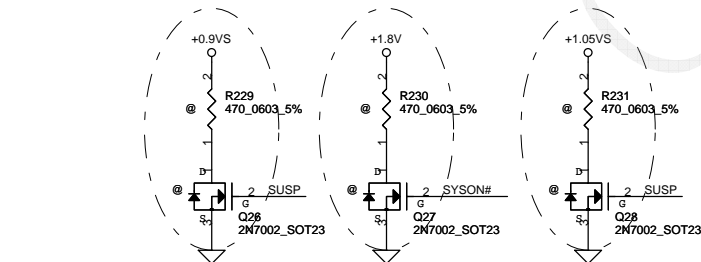 +0.9VS
2
R229
@ 470_0603_5%
1
D
@
2 SUSP
G
S
3
Q26
2N7002_SOT23
+1.8V
2
R230
@ 470_0603_5%
1
D
@
2 SYSON#
G
S
3
Q27
2N7002_SOT23
+1.05VS
2
R231
@ 470_0603_5%
1
D
@
2 SUSP
G
S
3
Q28
2N7002_SOT23